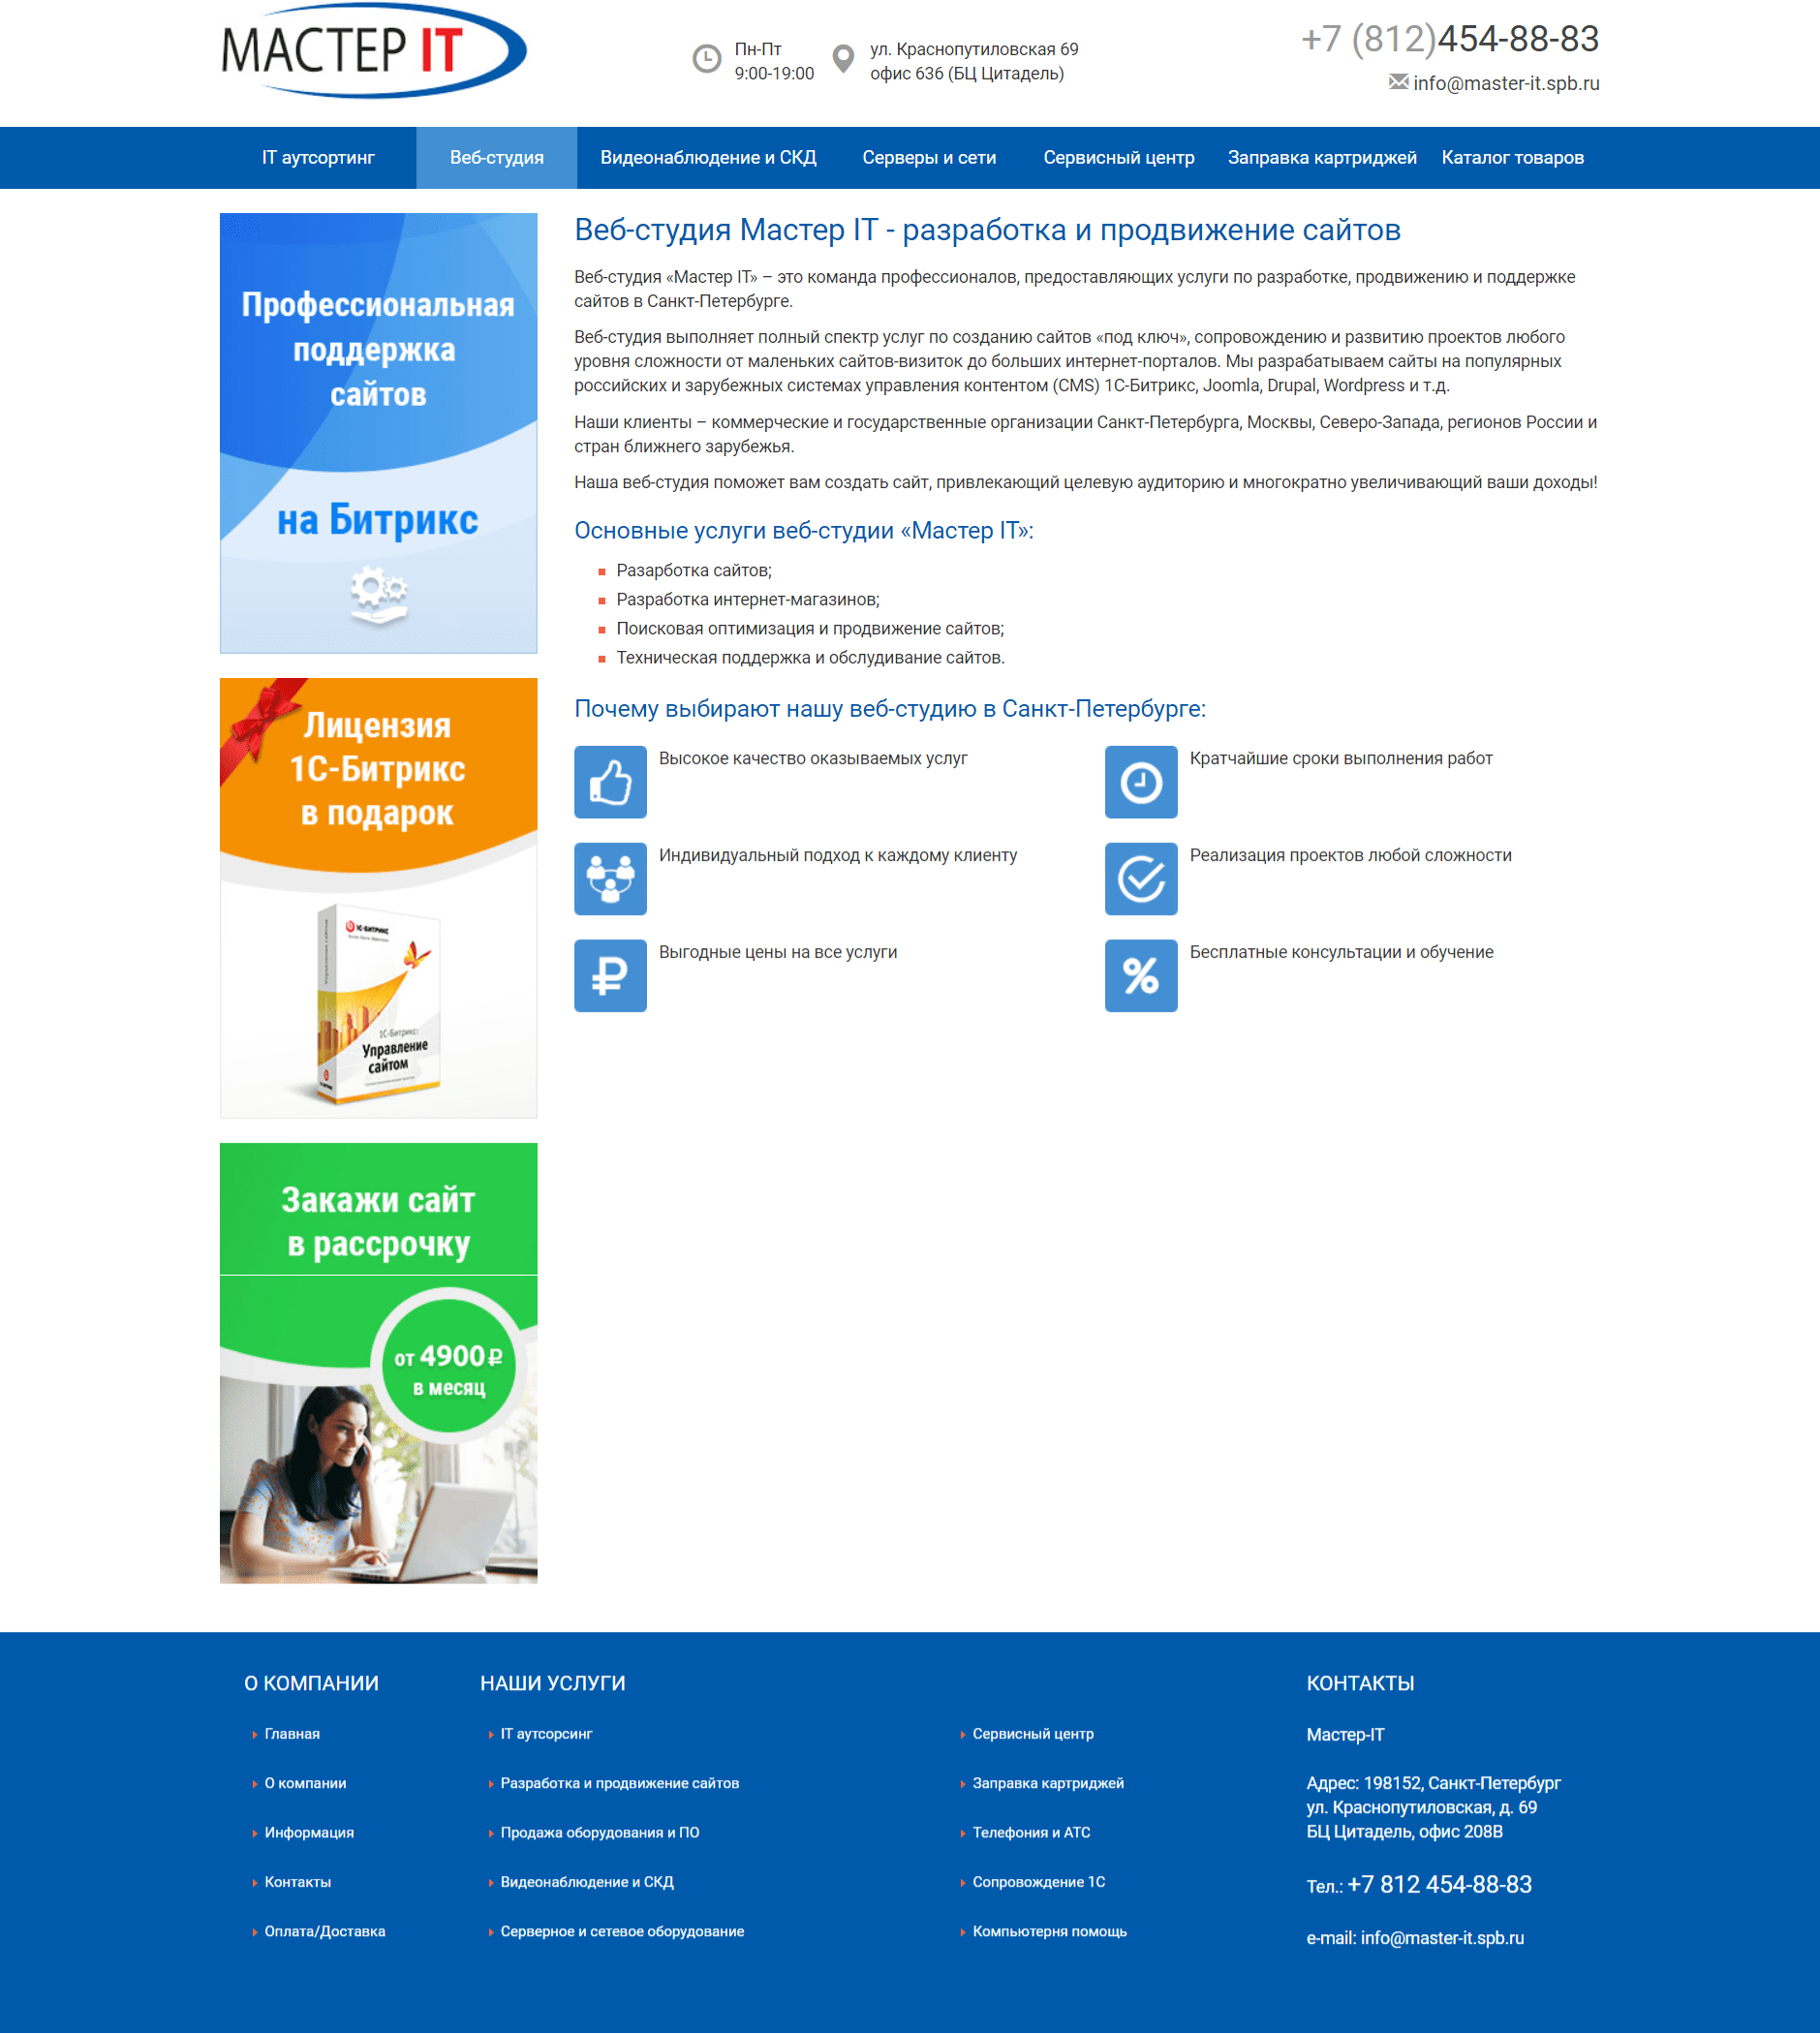 МАСТЕР IT
Пн-Пт
9:00-19:00
ул. Краснопутиловская 69
офис 636 (БЦ Цитадель)
+7 (812)454-88-83
info@master-it.spb.ru
IT аутсортинг
Веб-студия
Видеонаблюдение и СКД
Серверы и сети
Сервисный центр
Заправка картриджей
Каталог товаров
Профессиональная
поддержка
сайтов
на Битрикс
Лицензия
1С-Битрикс
в подарок
1С-БИТРИКС
1С-Битрикс:
Управление
сайтом
Закажи сайт
в рассрочку
от 4900₽
в месяц
Веб-студия Мастер IT - разработка и продвижение сайтов
Веб-студия «Мастер IT» – это команда профессионалов, предоставляющих услуги по разработке, продвижению и поддержке
сайтов в Санкт-Петербурге.
Веб-студия выполняет полный спектр услуг по созданию сайтов «под ключ», сопровождению и развитию проектов любого
уровня сложности от маленьких сайтов-визиток до больших интернет-порталов. Мы разрабатываем сайты на популярных
российских и зарубежных системах управления контентом (CMS) 1С-Битрикс, Joomla, Drupal, Wordpress и т.д.
Наши клиенты – коммерческие и государственные организации Санкт-Петербурга, Москвы, Северо-Запада, регионов России и
стран ближнего зарубежья.
Наша веб-студия поможет вам создать сайт, привлекающий целевую аудиторию и многократно увеличивающий ваши доходы!
Основные услуги веб-студии «Мастер IT»:
Разарботка сайтов;
Разработка интернет-магазинов;
Поисковая оптимизация и продвижение сайтов;
Техническая поддержка и обслудивание сайтов.
Почему выбирают нашу веб-студию в Санкт-Петербурге:
Высокое качество оказываемых услуг
Кратчайшие сроки выполнения работ
Индивидуальный подход к каждому клиенту
Реализация проектов любой сложности
Выгодные цены на все услуги
Бесплатные консультации и обучение
О КОМПАНИИ
Главная
О компании
Информация
Контакты
Оплата/Доставка
НАШИ УСЛУГИ
IT аутсорсинг
Разработка и продвижение сайтов
Продажа оборудования и ПО
Видеонаблюдение и СКД
Серверное и сетевое оборудование
Сервисный центр
Заправка картриджей
Телефония и АТС
Сопровождение 1С
Компьютерня помощь
КОНТАКТЫ
Мастер-IT
Адрес: 198152, Санкт-Петербург
ул. Краснопутиловская, д. 69
БЦ Цитадель, офис 208В
Тел.: +7 812 454-88-83
e-mail: info@master-it.spb.ru